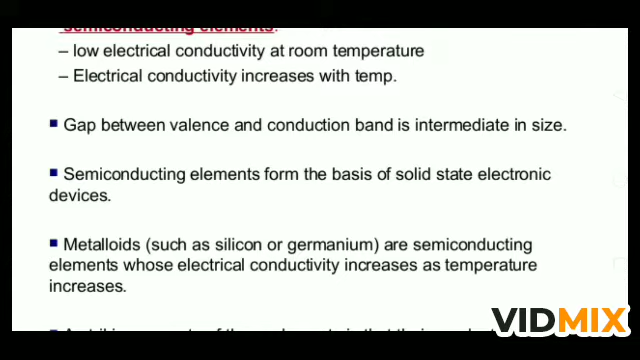 semiconducting elements:
– low electrical conductivity at room temperature
– Electrical conductivity increases with temp.
Gap between valence and conduction band is intermediate in size.
Semiconducting elements form the basis of solid state electronic
devices.
Metalloids (such as silicon or germanium) are semiconducting
elements whose electrical conductivity increases as temperature
increases.
VIDMIX